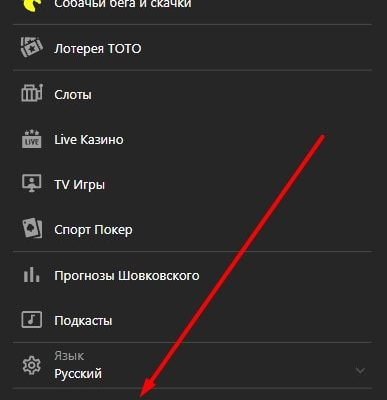 Собачьи бега и скачки
Лотерея ТОТО
Слоты
LIVE
Live Казино
TV Игры
Спорт Покер
Прогнозы Шовковского
Подкасты
Язык
Русский